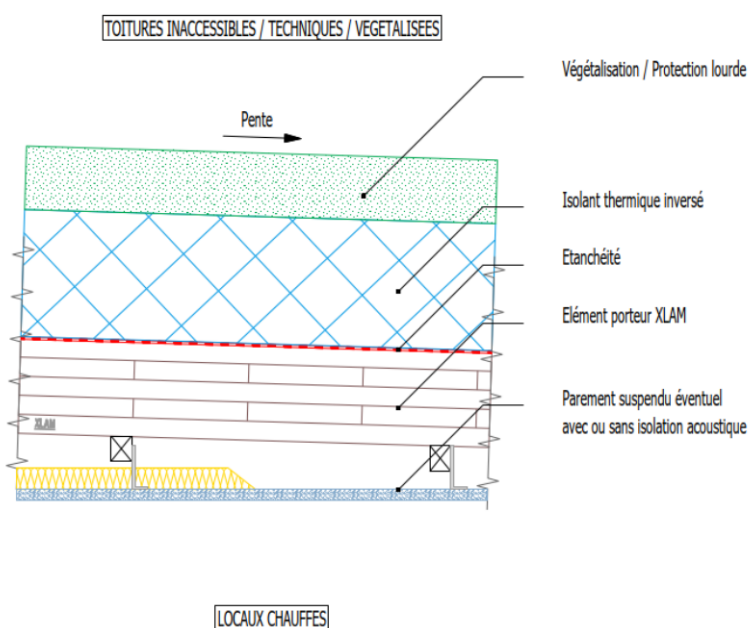 TOITURES INACCESSIBLES / TECHNIQUES / VEGETALISEES
Végétalisation / Protection lourde
Pente
Isolant thermique inversé
Etanchéité
Elément porteur XLAM
Parement suspendu éventuel
avec ou sans isolation acoustique
XLAM
LOCAUX CHAUFFES